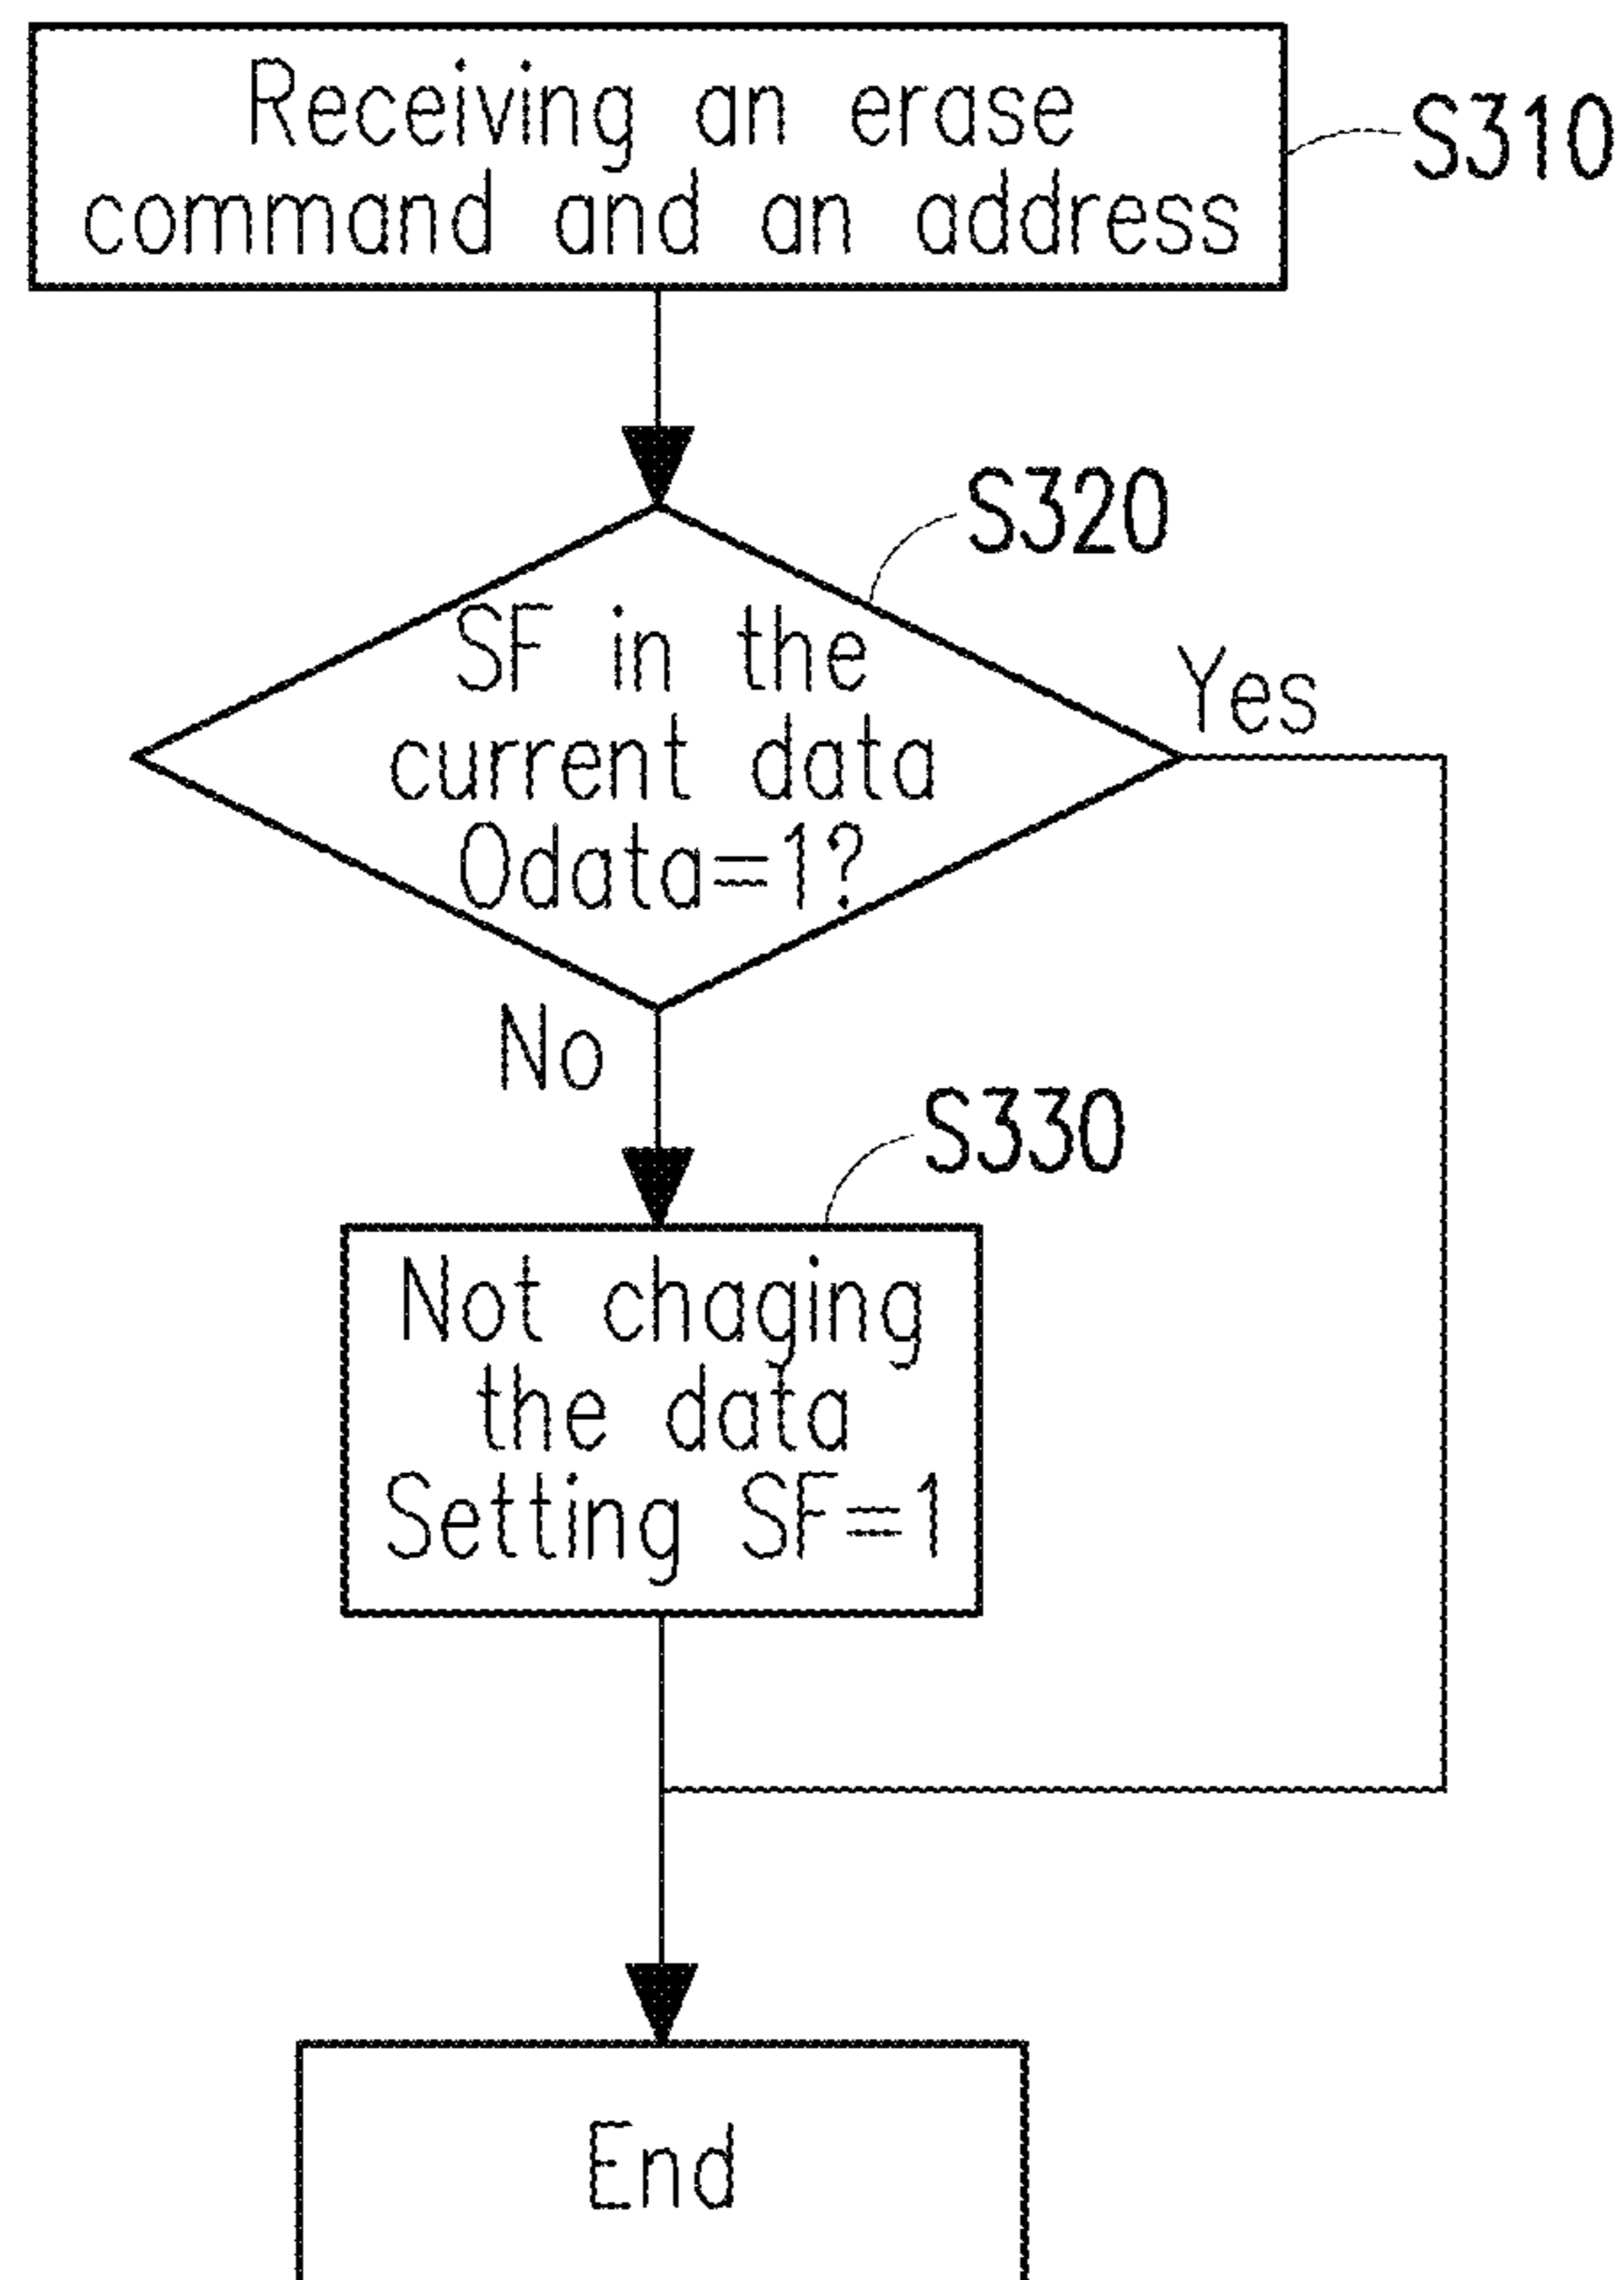 Receiving an erase
command and an address
S310
S320
SF in the
current data
Odata=1?
Yes
No
S330
Not chaging
the data
Setting SF=1
End